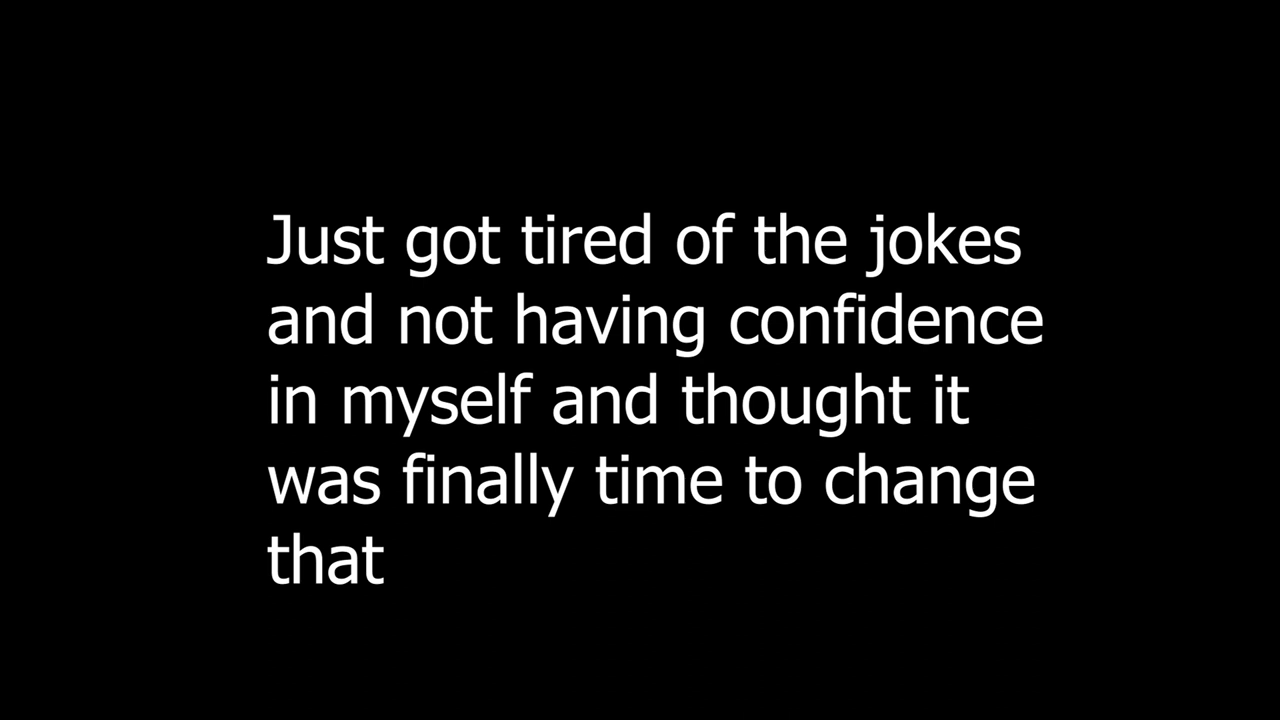 Just got tired of the jokes
and not having confidence
in myself and thought it
was finally time to change
that